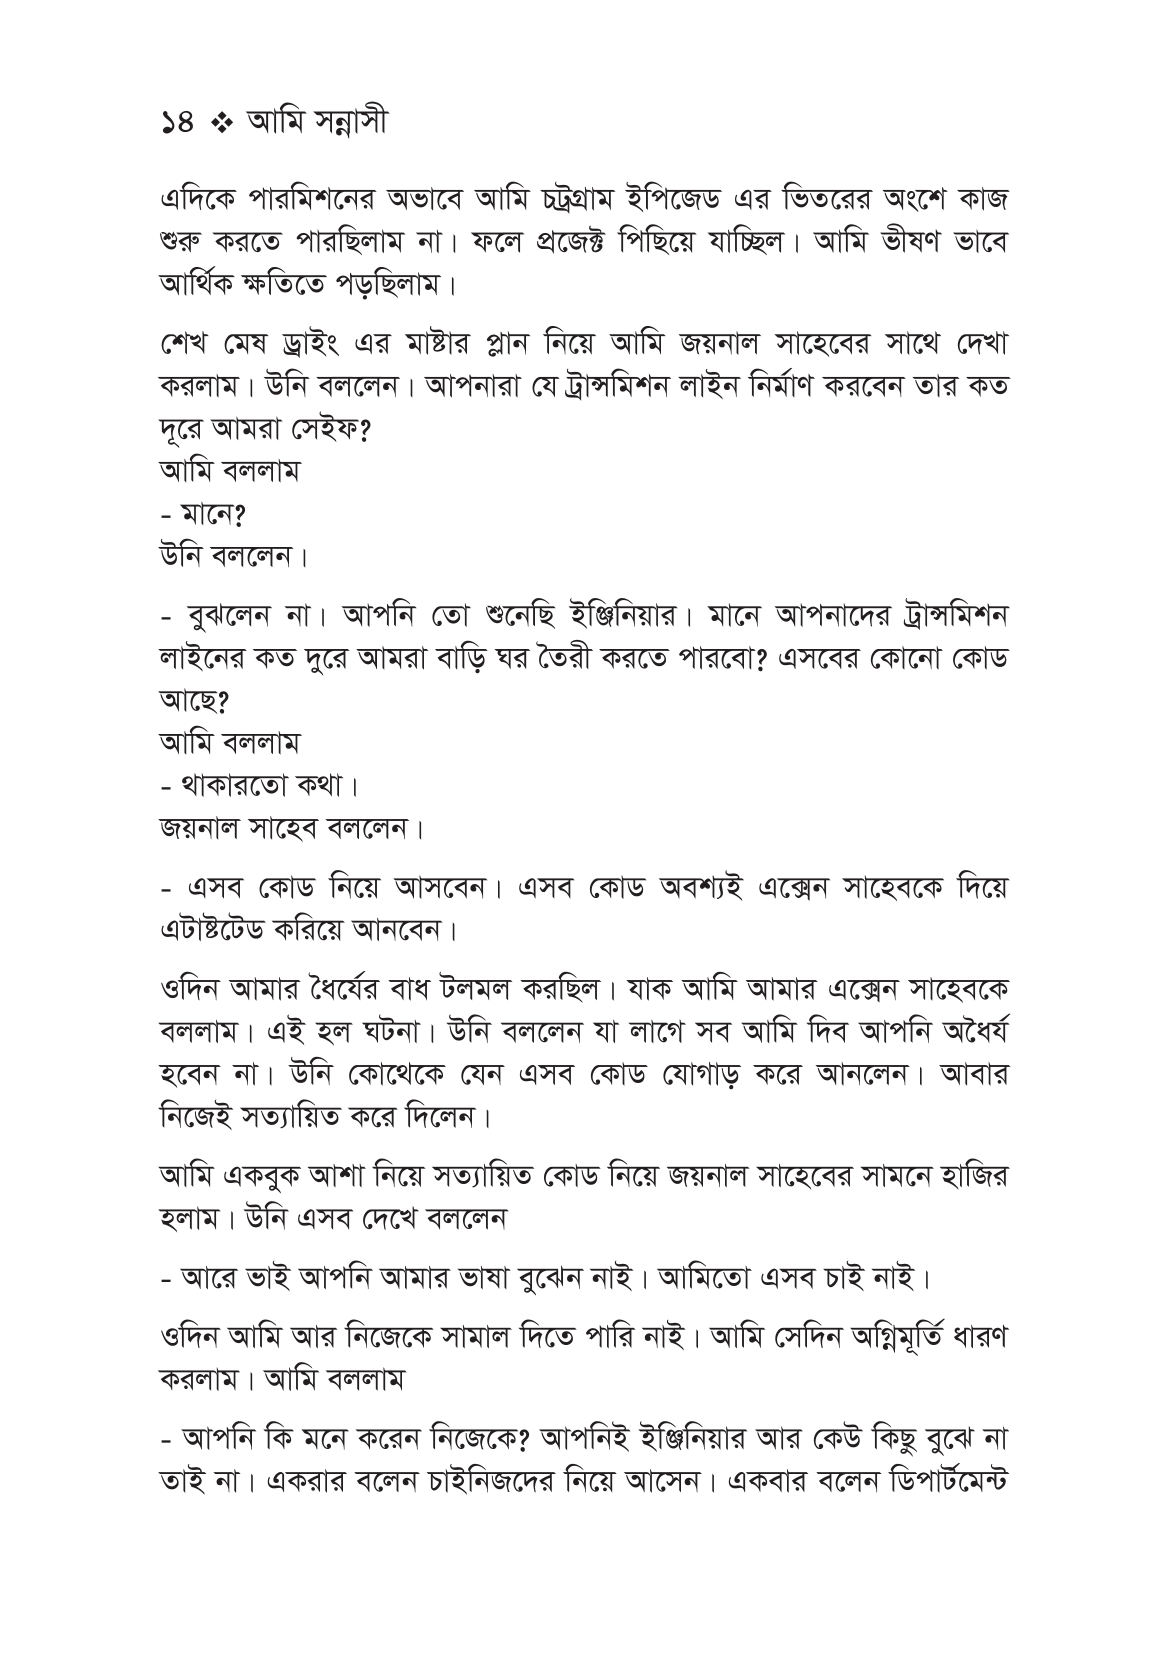 ১৪ ❖ আমি সন্নাসী
এদিকে পারমিশনের অভাবে আমি চট্রগ্রাম ইপিজেড এর ভিতরের অংশে কাজ
শুরু করতে পারছিলাম না। ফলে প্রজেক্ট পিছিয়ে যাচ্ছিল। আমি ভীষণ ভাবে
আর্থিক ক্ষতিতে পড়ছিলাম।
শেখ মেষ ড্রাইং এর মাষ্টার প্লান নিয়ে আমি জয়নাল সাহেবের সাথে দেখা
করলাম। উনি বললেন। আপনারা যে ট্রান্সমিশন লাইন নির্মাণ করবেন তার কত
দূরে আমরা সেইফ?
আমি বললাম
- মানে?
উনি বললেন।
- বুঝলেন না। আপনি তো শুনেছি ইঞ্জিনিয়ার। মানে আপনাদের ট্রান্সমিশন
লাইনের কত দুরে আমরা বাড়ি ঘর তৈরী করতে পারবো? এসবের কোনো কোড
আছে?
আমি বললাম
- থাকারতো কথা।
জয়নাল সাহেব বললেন।
- এসব কোড নিয়ে আসবেন। এসব কোড অবশ্যই এক্সেন সাহেবকে দিয়ে
এটাষ্টটেড করিয়ে আনবেন।
ওদিন আমার ধৈর্যের বাধ টলমল করছিল। যাক আমি আমার এক্সেন সাহেবকে
বললাম। এই হল ঘটনা। উনি বললেন যা লাগে সব আমি দিব আপনি অধৈর্য
হবেন না। উনি কোথেকে যেন এসব কোড যোগাড় করে আনলেন। আবার
নিজেই সত্যায়িত করে দিলেন।
আমি একবুক আশা নিয়ে সত্যায়িত কোড নিয়ে জয়নাল সাহেবের সামনে হাজির
হলাম। উনি এসব দেখে বললেন
- আরে ভাই আপনি আমার ভাষা বুঝেন নাই। আমিতো এসব চাই নাই।
ওদিন আমি আর নিজেকে সামাল দিতে পারি নাই। আমি সেদিন অগ্নিমূর্তি ধারণ
করলাম। আমি বললাম
- আপনি কি মনে করেন নিজেকে? আপনিই ইঞ্জিনিয়ার আর কেউ কিছু বুঝে না
তাই না। একরার বলেন চাইনিজদের নিয়ে আসেন। একবার বলেন ডিপার্টমেন্ট